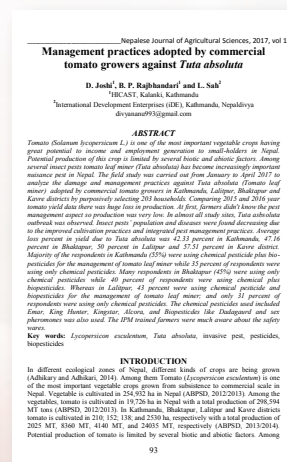 Nepalese Journal of Agricultural Sciences, 2017, vol 1
Management practices adopted by commercial
tomato growers against Tuta absoluta
D. Joshi¹, B. P. Rajbhandari¹ and L. Sah²
¹HICAST, Kalanki, Kathmandu
²International Development Enterprises (iDE), Kathmandu, Nepaldivya
divyanams993@gmail.com
ABSTRACT
Tomato (Solanum lycopersicum L.) is one of the most important vegetable crops having
great potential to income and employment generation to small-holders in Nepal.
Potential production of this crop is limited by several biotic and abiotic factors. Among
several insect pests tomato leaf miner (Tuta absoluta) has become increasingly important
nuisance pest in Nepal. The field study was carried out from January to April 2017 to
analyze the damage and management practices against Tuta absoluta (Tomato leaf
miner) adopted by commercial tomato growers in Kathmandu, Lalitpur, Bhaktapur and
Kavre districts by purposively selecting 203 households. Comparing 2015 and 2016 year
tomato yield data there was huge loss in production. At first, farmers didn't know the pest
management aspect so production was very low. In almost all study sites, Tuta absoluta
outbreak was observed. Insect pests' population and diseases were found decreasing due
to the improved cultivation practices and integrated pest management practices. Average
loss percent in yield due to Tuta absoluta was 42.33 percent in Kathmandu, 47.16
percent in Bhaktapur, 50 percent in Lalitpur and 57.51 percent in Kavre district.
Majority of the respondents in Kathmandu (55%) were using chemical pesticide plus bio-
pesticides for the management of tomato leaf miner while 35 percent of respondents were
using only chemical pesticides. Many respondents in Bhaktapur (45%) were using only
chemical pesticides while 40 percent of respondents were using chemical plus
biopesticides. Whereas in Lalitpur, 43 percent were using chemical pesticide and
biopesticides for the management of tomato leaf miner; and only 31 percent of
respondents were using only chemical pesticides. The chemical pesticides used included
Emar, King Hunter, Kingstar, Alcora, and Biopesticides like Dadagaurd and sex
pheromones was also used. The IPM trained farmers were much aware about the safety
wares.
Key words: Lycopersicom esculentum, Tuta absoluta, invasive pest, pesticides,
biopesticides
INTRODUCTION
In different ecological zones of Nepal, different kinds of crops are being grown
(Adhikary and Adhikari, 2014). Among them Tomato (Lycopersicon esculentum) is one
of the most important vegetable crops grown from subsistence to commercial scale in
Nepal. Vegetable is cultivated in 254,932 ha in Nepal (ABPSD, 2012/2013). Among the
vegetables, tomato is cultivated in 19,726 ha in Nepal with a total production of 298,594
MT tons (ABPSD, 2012/2013). In Kathmandu, Bhaktapur, Lalitpur and Kavre districts
tomato is cultivated in 210; 152; 138; and 2530 ha, respectively with a total production of
2025 MT, 8360 MT, 4140 MT, and 24035 MT, respectively (ABPSD, 2013/2014).
Potential production of tomato is limited by several biotic and abiotic factors. Among
93